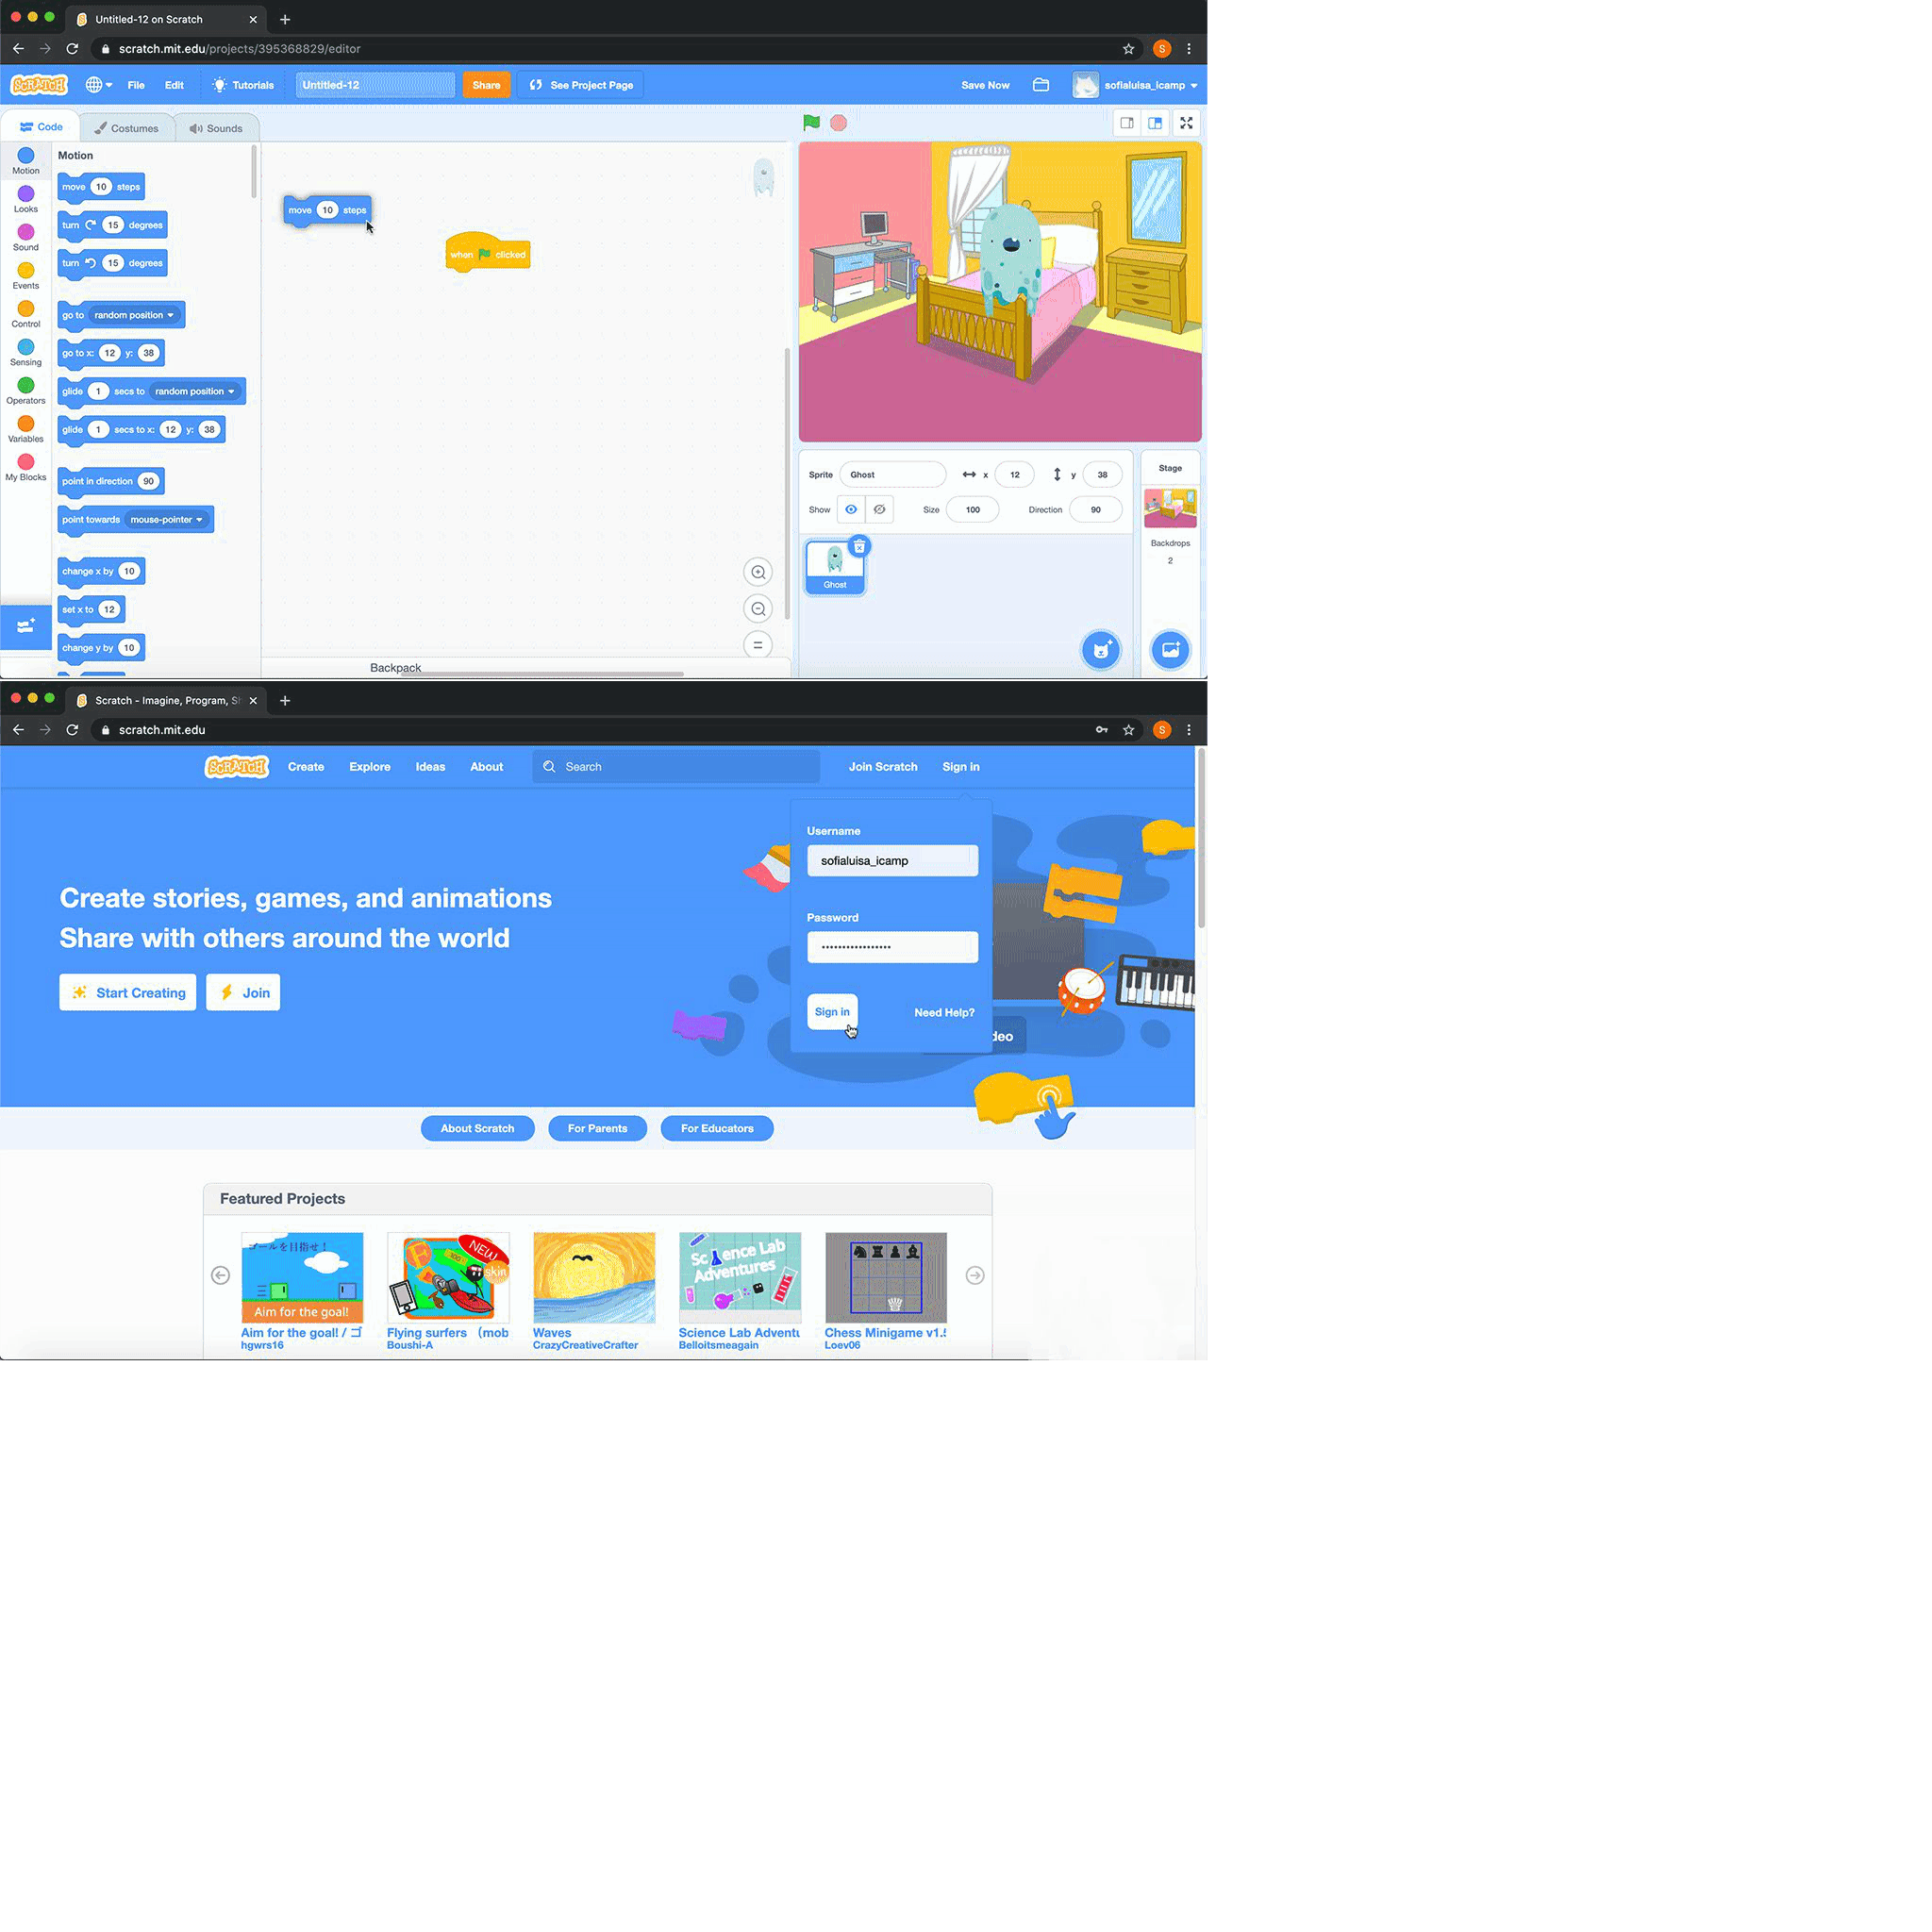 Untitled-12 on Scratch
scratch.mit.edu/projects/395368829/editor
S
SCRATCH
File
Edit
Tutorials
Untitled-12
Share
See Project Page
Save Now
sofialuisa_icamp
Code
Costumes
Sounds
Motion
Looks
Sound
Events
Control
Sensing
Operators
Variables
My Blocks
Motion
move 10 steps
turn 15 degrees
turn 15 degrees
go to random position
go to x: 12 y: 38
glide 1 secs to random position
glide 1 secs to x: 12 y: 38
point in direction 90
point towards mouse-pointer
change x by 10
set x to 12
change y by 10
move 10 steps
when clicked
Backpack
Sprite Ghost x 12 y 38
Show Size 100 Direction 90
Ghost
Stage
Backdrops
2
Scratch - Imagine, Program, Sh
scratch.mit.edu
S
SCRATCH
Create
Explore
Ideas
About
Search
Join Scratch
Sign in
Username
sofialuisa_icamp
Password
Sign in
Need Help?
deo
Create stories, games, and animations
Share with others around the world
Start Creating
Join
About Scratch
For Parents
For Educators
Featured Projects
ゴールを目指せ！
Aim for the goal!
NEW
skin
Science Lab
Adventures
Aim for the goal! / ゴ
hgwrs16
Flying surfers （mob
Boushi-A
Waves
CrazyCreativeCrafter
Science Lab Adventu
Belloitsmeagain
Chess Minigame v1.5
Loev06